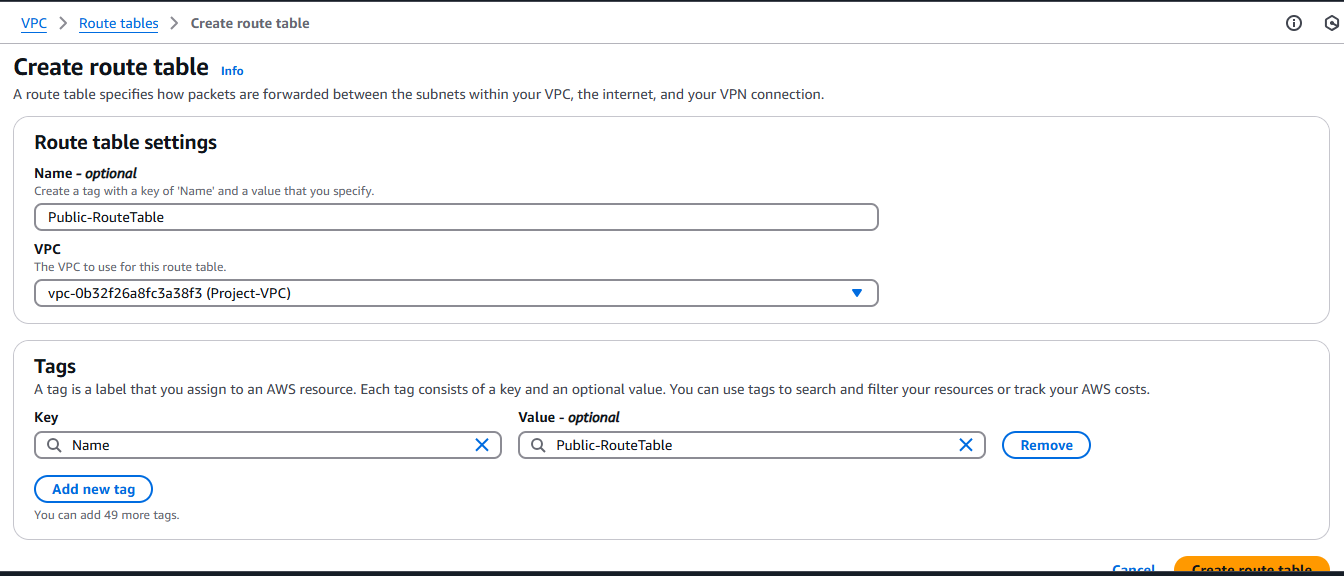 VPC > Route tables > Create route table
Create route table Info
A route table specifies how packets are forwarded between the subnets within your VPC, the internet, and your VPN connection.
Route table settings
Name - optional
Create a tag with a key of 'Name' and a value that you specify.
Public-RouteTable
VPC
The VPC to use for this route table.
vpc-0b32f26a8fc3a38f3 (Project-VPC)
Tags
A tag is a label that you assign to an AWS resource. Each tag consists of a key and an optional value. You can use tags to search and filter your resources or track your AWS costs.
Key Value - optional
Name Public-RouteTable Remove
Add new tag
You can add 49 more tags.
Cancel Create route table